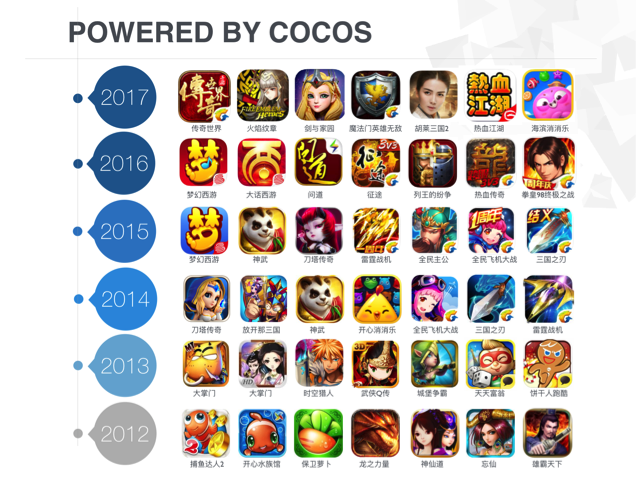 POWERED BY COCOS
2017
传奇世界 火焰纹章 剑与家园 魔法门英雄无敌 胡莱三国2 热血江湖 海滨消消乐
2016
梦幻西游 大话西游 问道 征途 列王的纷争 热血传奇 拳皇98终极之战
2015
梦幻西游 神武 刀塔传奇 雷霆战机 全民主公 全民飞机大战 三国之刃
2014
刀塔传奇 放开那三国 神武 开心消消乐 全民飞机大战 三国之刃 雷霆战机
2013
大掌门 大掌门 时空猎人 武侠Q传 城堡争霸 天天富翁 饼干人跑酷
2012
捕鱼达人2 开心水族馆 保卫萝卜 龙之力量 神仙道 忘仙 雄霸天下